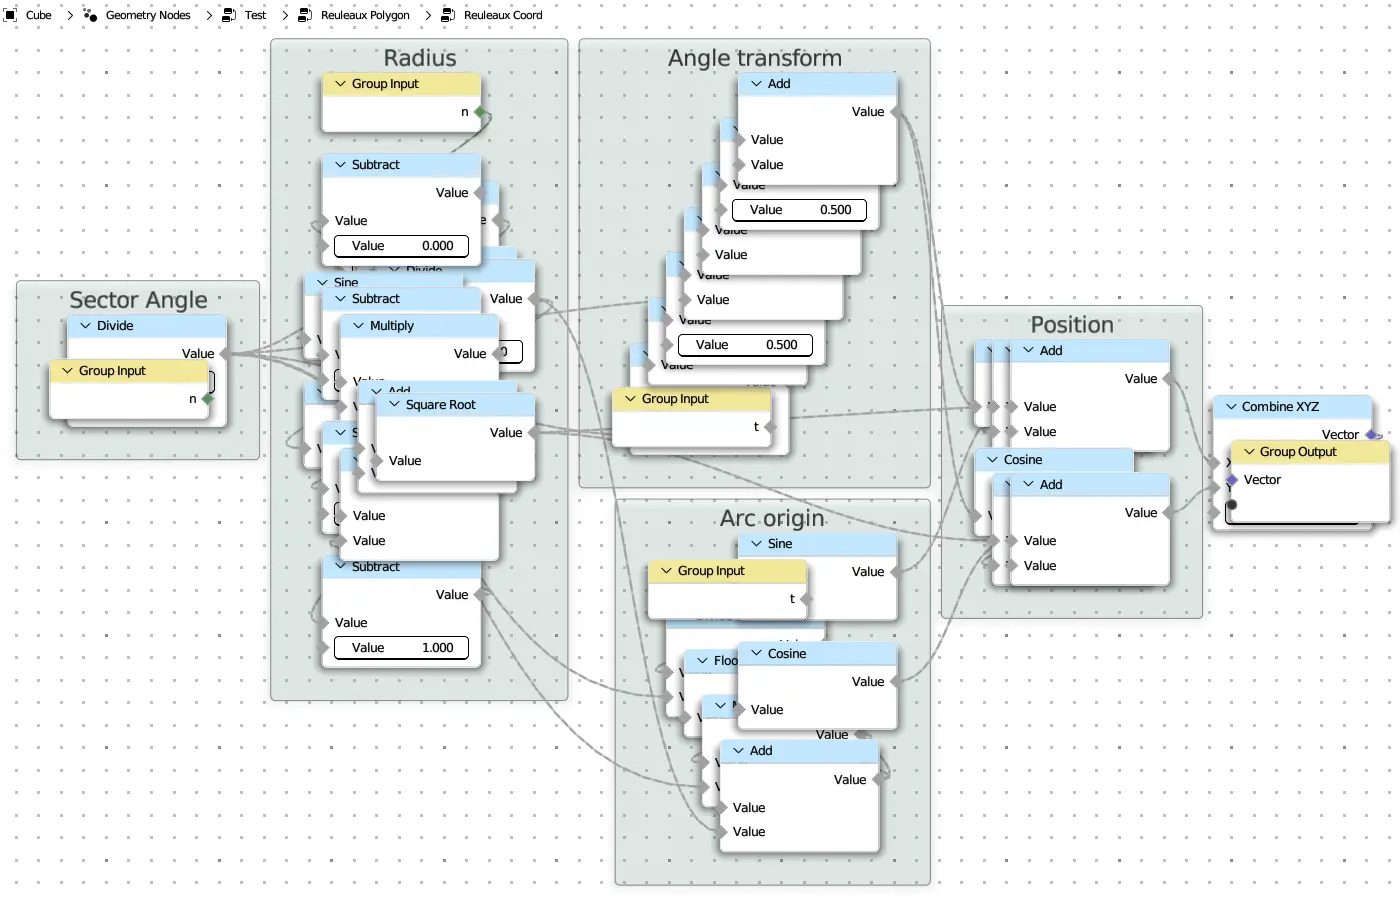 Cube > Geometry Nodes > Test > Reuleaux Polygon > Reuleaux Coord
Sector Angle
Divide
Value
Group Input
n
Radius
Group Input
n
Subtract
Value
Value
Value 0.000
Divide
Value
Sine
Subtract
Multiply
Value
Add
Square Root
Value
Value
Value
Value
Subtract
Value
Value
Value 1.000
Angle transform
Add
Value
Value
Value
Value
Value 0.500
Value
Value
Value
Value
Value
Value 0.500
Value
Group Input
t
Arc origin
Sine
Value
Group Input
t
Cosine
Value
Value
Value
Add
Value
Value
Value
Position
Add
Value
Value
Value
Cosine
Add
Value
Value
Value
Combine XYZ
Vector
Group Output
Vector